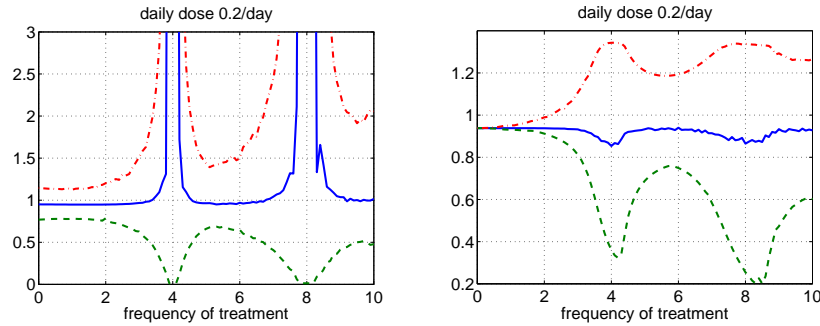 daily dose 0.2/day
3
2.5
2
1.5
1
0.5
0
0 2 4 6 8 10
frequency of treatment
daily dose 0.2/day
1.2
1
0.8
0.6
0.4
0.2
0 2 4 6 8 10
frequency of treatment